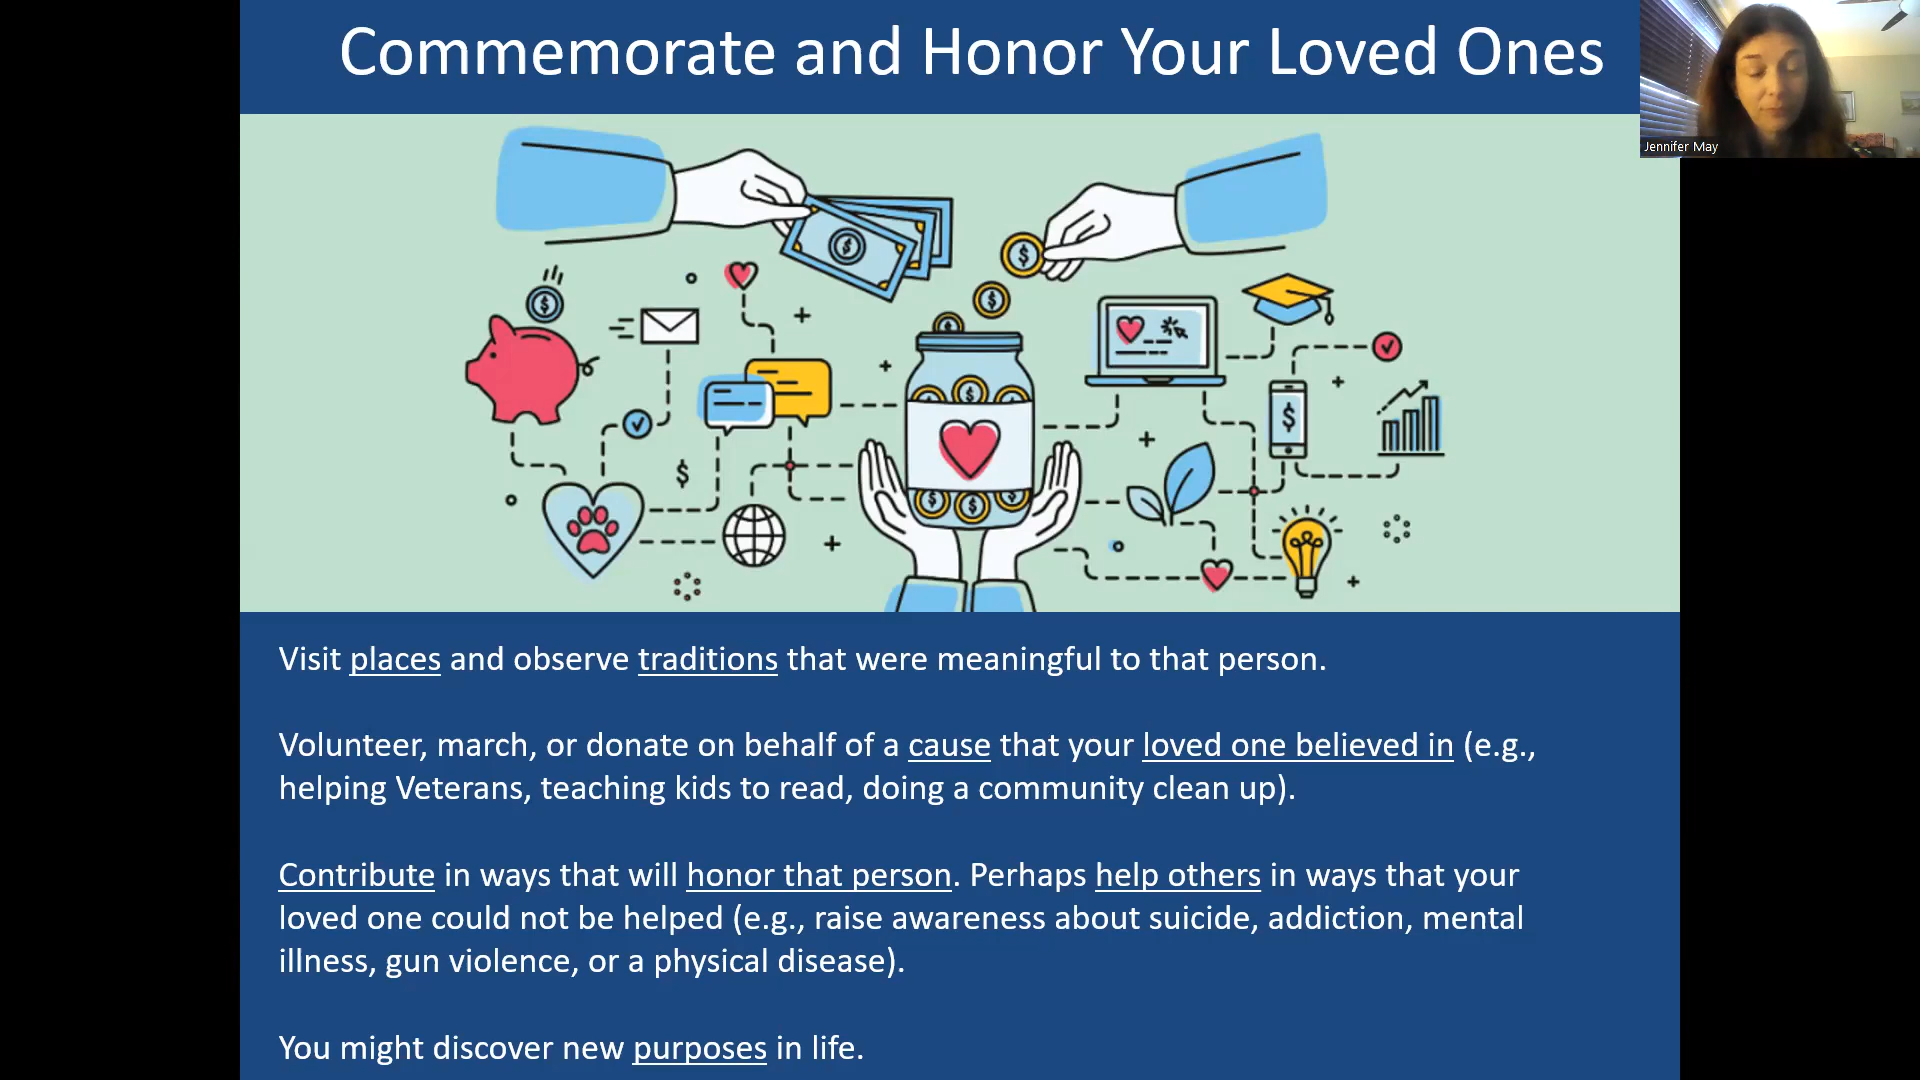 Commemorate and Honor Your Loved Ones
Jennifer May
$
$
$
$
$
$
$
$
$
$
$
$
Visit places and observe traditions that were meaningful to that person.
Volunteer, march, or donate on behalf of a cause that your loved one believed in (e.g.,
helping Veterans, teaching kids to read, doing a community clean up).
Contribute in ways that will honor that person. Perhaps help others in ways that your
loved one could not be helped (e.g., raise awareness about suicide, addiction, mental
illness, gun violence, or a physical disease).
You might discover new purposes in life.